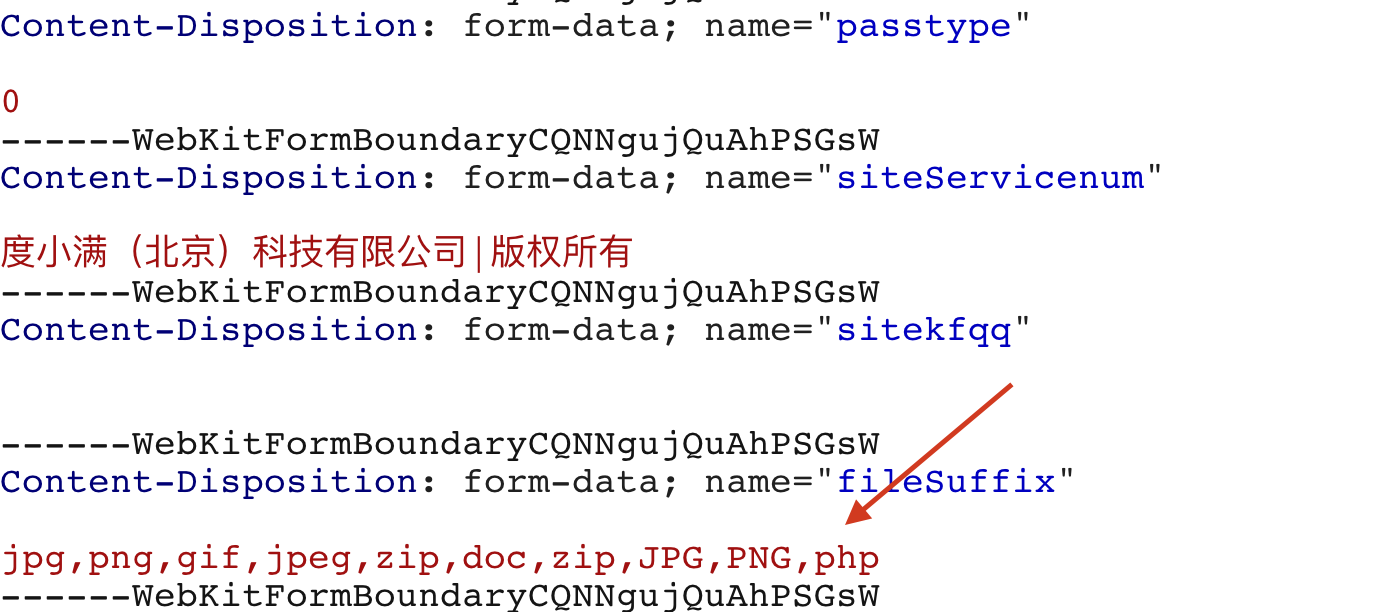 Content-Disposition: form-data; name="passtype"
0
------WebKitFormBoundaryCQNNgujQuAhPSGsW
Content-Disposition: form-data; name="siteServicenum"
度小满（北京）科技有限公司|版权所有
------WebKitFormBoundaryCQNNgujQuAhPSGsW
Content-Disposition: form-data; name="sitekfqq"
------WebKitFormBoundaryCQNNgujQuAhPSGsW
Content-Disposition: form-data; name="fileSuffix"
jpg,png,gif,jpeg,zip,doc,zip,JPG,PNG,php
------WebKitFormBoundaryCQNNgujQuAhPSGsW